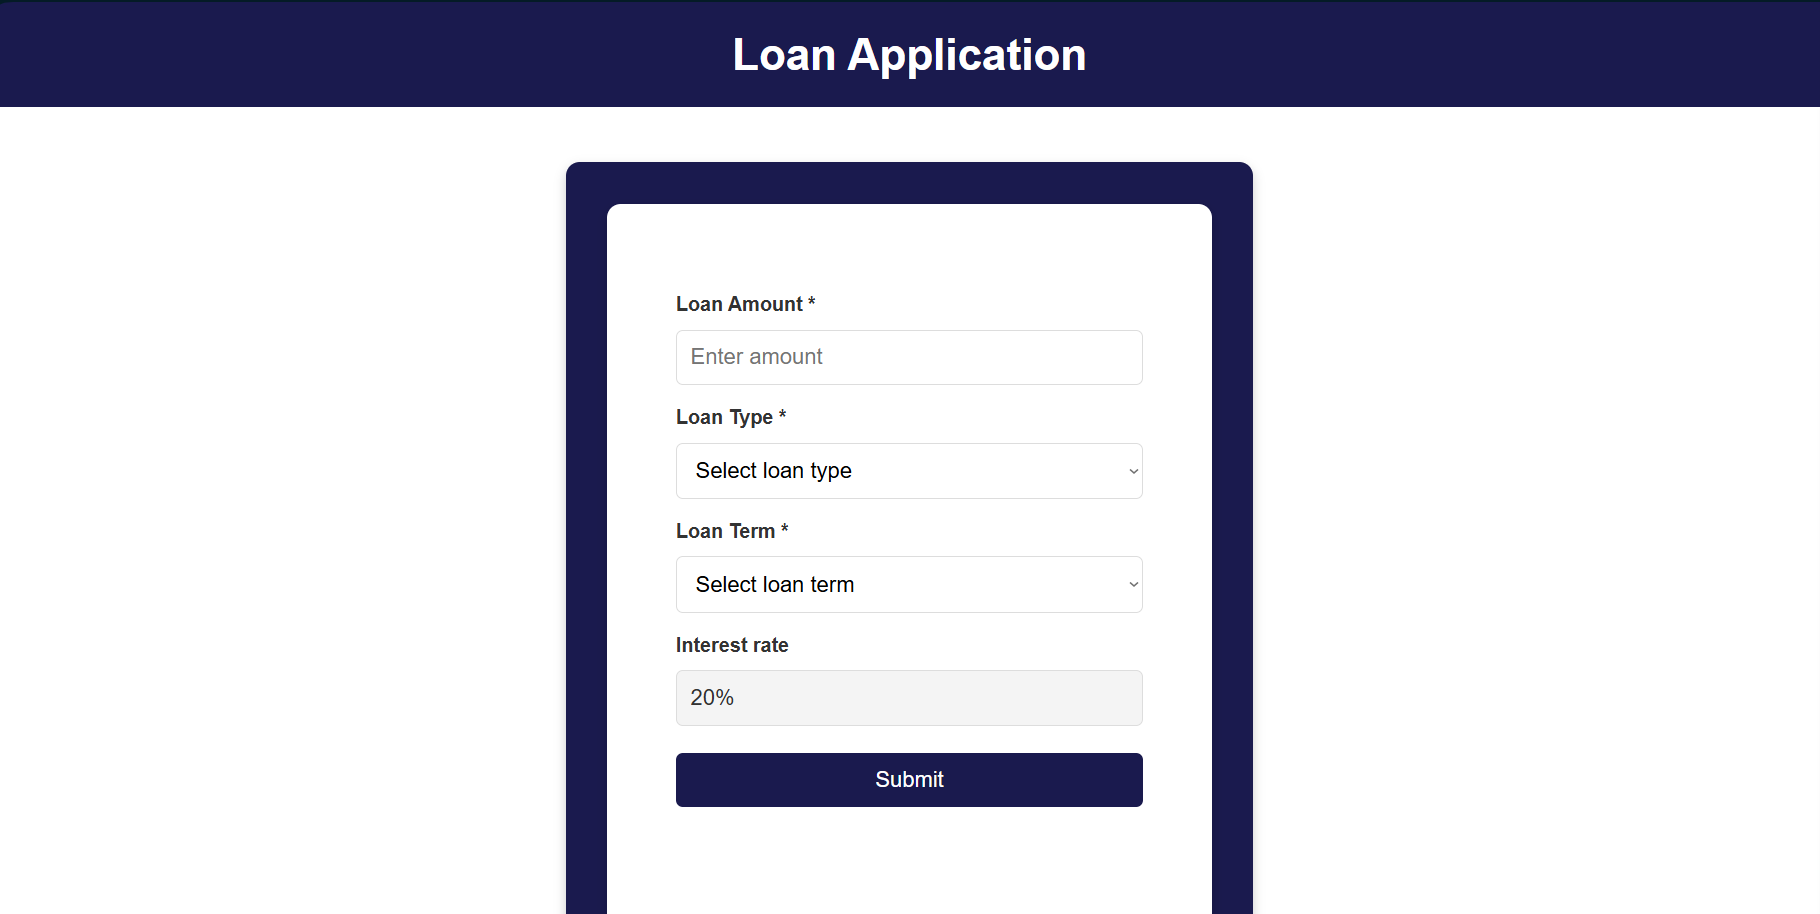 Loan Application
Loan Amount *
Enter amount
Loan Type *
Select loan type
Loan Term *
Select loan term
Interest rate
20%
Submit